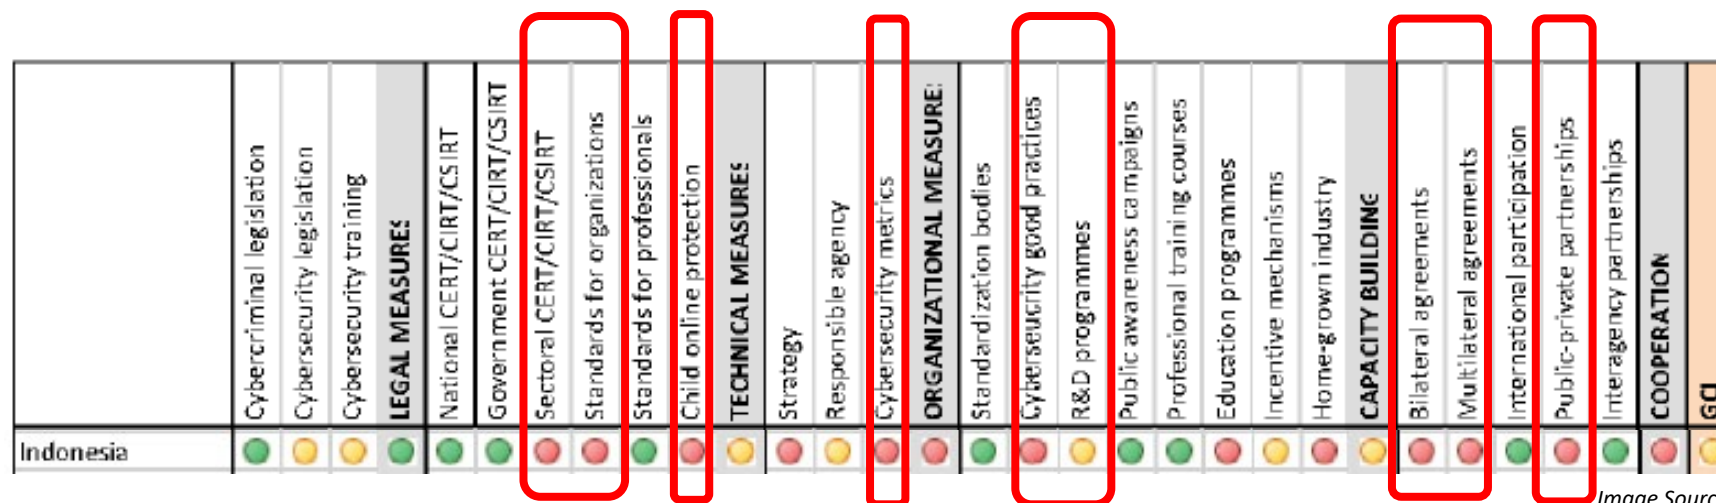 Cybercriminal legislation
Cybersecurity legislation
Cybersecurity training
LEGAL MEASURES
National CERT/CIRT/CSIRT
Government CERT/CIRT/CSIRT
Sectoral CERT/CIRT/CSIRT
Standards for organizations
Standards for professionals
Child online protection
TECHNICAL MEASURES
Strategy
Responsible agency
Cybersecurity metrics
ORGANIZATIONAL MEASURES
Standardization bodies
Cyberseucrity good practices
R&D programmes
Public awareness campaigns
Professional training courses
Education programmes
Incentive mechanisms
Home-grown industry
CAPACITY BUILDING
Bilateral agreements
Multilateral agreements
International participation
Public-private partnerships
Interagency partnerships
COOPERATION
GCI
Indonesia
Image Sourc